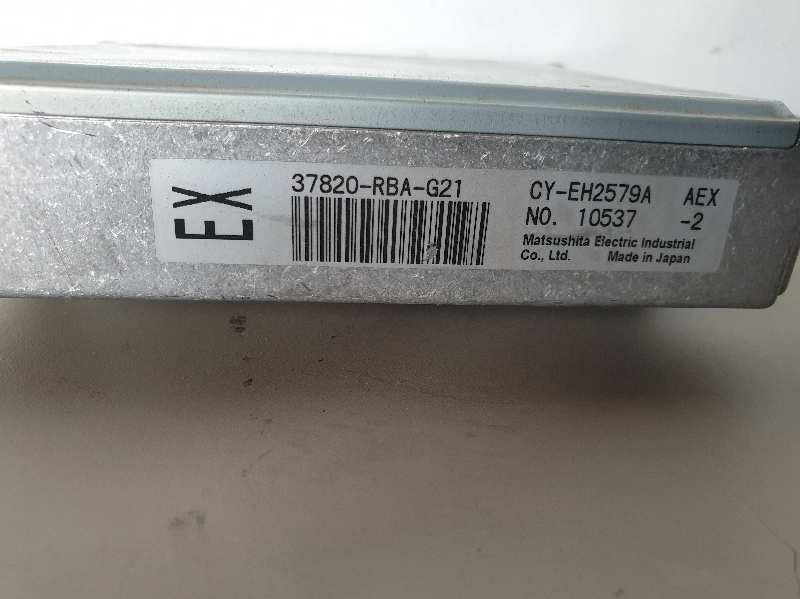 EX
37820-RBA-G21
CY-EH2579A AEX
NO. 10537 -2
Matsushita Electric Industrial
Co., Ltd. Made in Japan